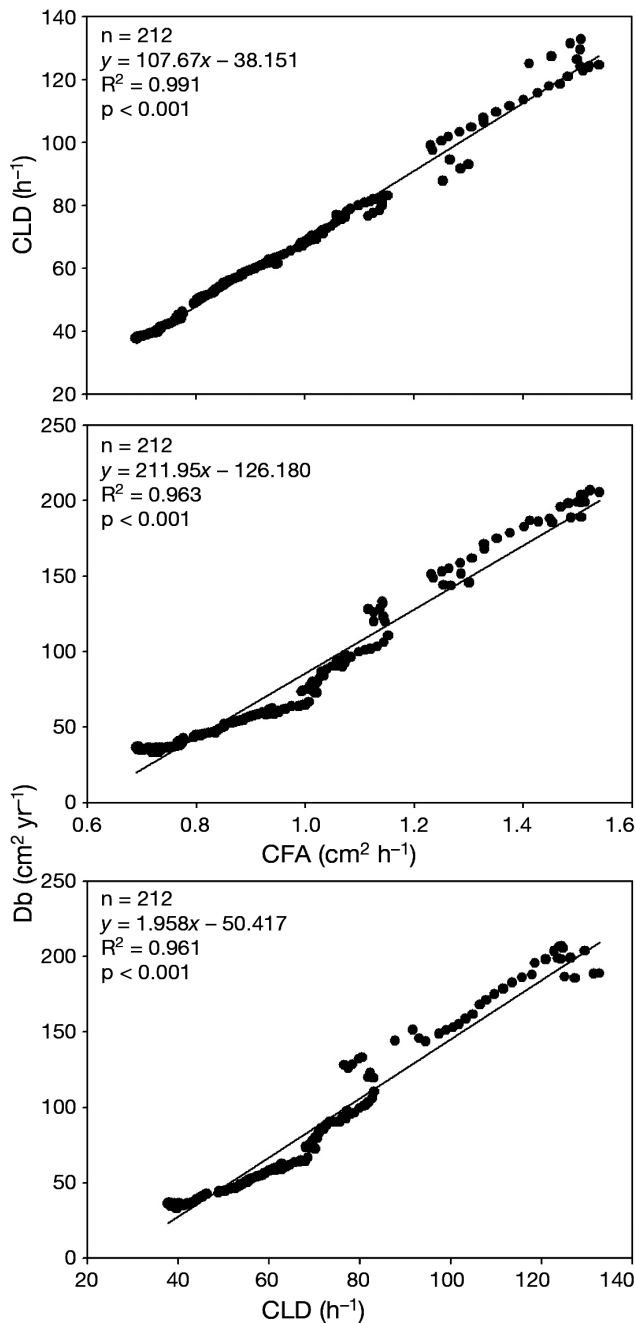 140
120
100
80
60
40
20
CLD (h⁻¹)
n = 212
y = 107.67x – 38.151
R² = 0.991
p < 0.001
250
200
150
100
50
0
n = 212
y = 211.95x – 126.180
R² = 0.963
p < 0.001
0.6 0.8 1.0 1.2 1.4 1.6
CFA (cm² h⁻¹)
Db (cm² yr⁻¹)
250
200
150
100
50
0
n = 212
y = 1.958x – 50.417
R² = 0.961
p < 0.001
20 40 60 80 100 120 140
CLD (h⁻¹)